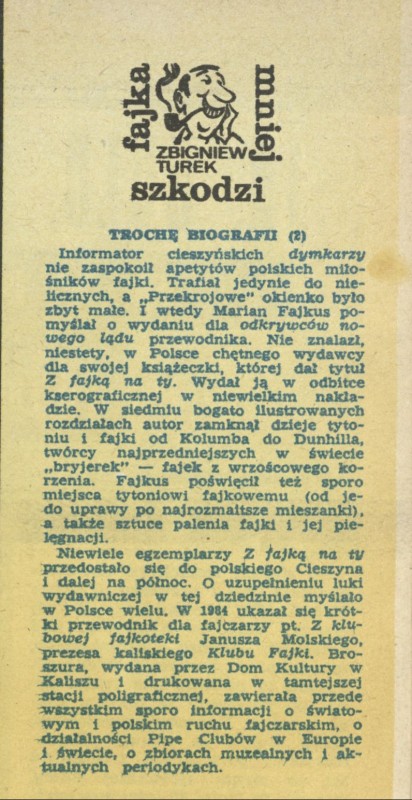 fajka
mniej
ZBIGNIEW
TUREK
szkodzi
TROCHĘ BIOGRAFII (2)
Informator cieszyńskich dymkarzy
nie zaspokoił apetytów polskich miło-
śników fajki. Trafiał jedynie do nie-
licznych, a „Przekrojowe" okienko było
zbyt małe. I wtedy Marian Fajkus po-
myślał o wydaniu dla odkrywców no-
wego lądu przewodnika. Nie znalazł,
niestety, w Polsce chętnego wydawcy
dla swojej książeczki, której dał tytuł
Z fajką na ty. Wydał ją w odbitce
kserograficznej w niewielkim nakła-
dzie. W siedmiu bogato ilustrowanych
rozdziałach autor zamknął dzieje tyto-
niu i fajki od Kolumba do Dunhilla,
twórcy najprzedniejszych w świecie
„bryjerek" — fajek z wrzoścowego ko-
rzenia. Fajkus poświęcił też sporo
miejsca tytoniowi fajkowemu (od je-
do uprawy po najrozmaitsze mieszanki),
a także sztuce palenia fajki i jej pie-
lęgnacji.
Niewiele egzemplarzy Z fajką na ty
przedostało się do polskiego Cieszyna
i dalej na północ. O uzupełnieniu luki
wydawniczej w tej dziedzinie myślało
w Polsce wielu. W 1984 ukazał się krót-
ki przewodnik dla fajczarzy pt. Z klu-
bowej fajkoteki Janusza Molskiego,
prezesa kaliskiego Klubu Fajki. Bro-
szura, wydana przez Dom Kultury w
Kaliszu i drukowana w tamtejszej
stacji poligraficznej, zawierała przede
wszystkim sporo informacji o świato-
wym i polskim ruchu fajczarskim, o
działalności Pipe Clubów w Europie
i świecie, o zbiorach muzealnych i ak-
tualnych periodykach.